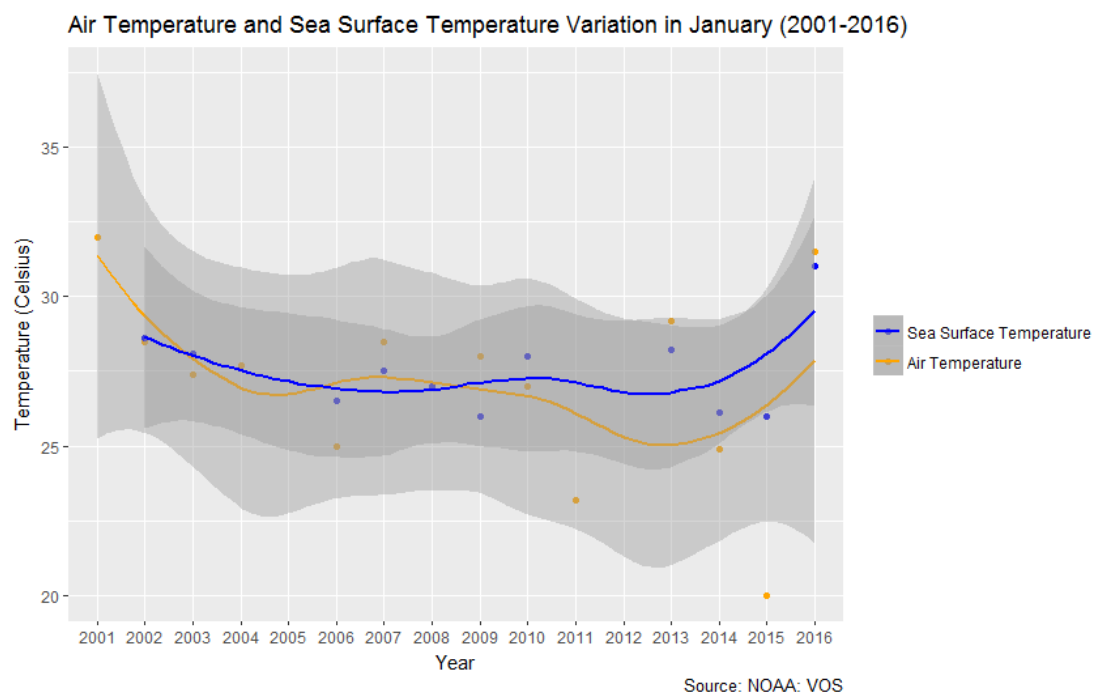 Air Temperature and Sea Surface Temperature Variation in January (2001-2016)
Temperature (Celsius)
35
30
25
20
2001 2002 2003 2004 2005 2006 2007 2008 2009 2010 2011 2012 2013 2014 2015 2016
Year
Sea Surface Temperature
Air Temperature
Source: NOAA: VOS